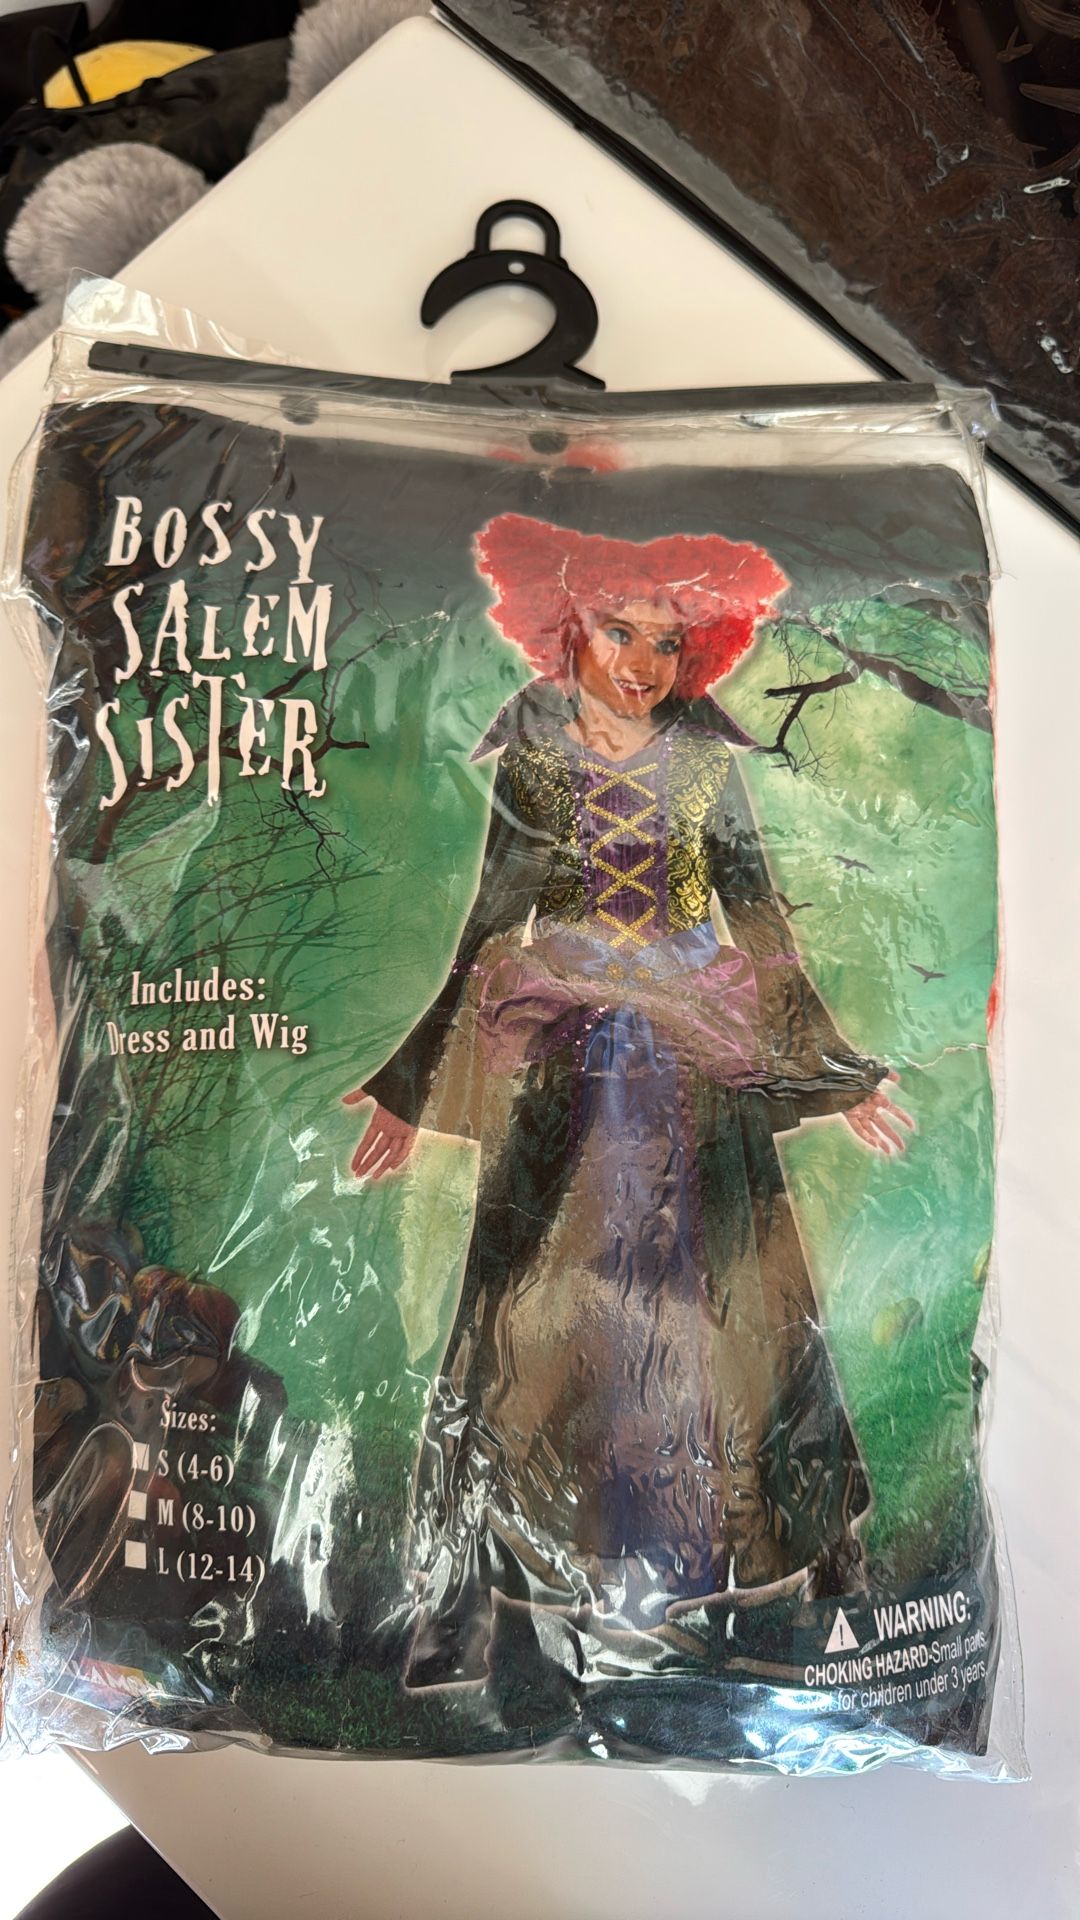 BOSSY
SALEM
SISTER
Includes:
Dress and Wig
Sizes:
S (4-6)
M (8-10)
L (12-14)
WARNING:
CHOKING HAZARD-Small parts.
for children under 3 years.